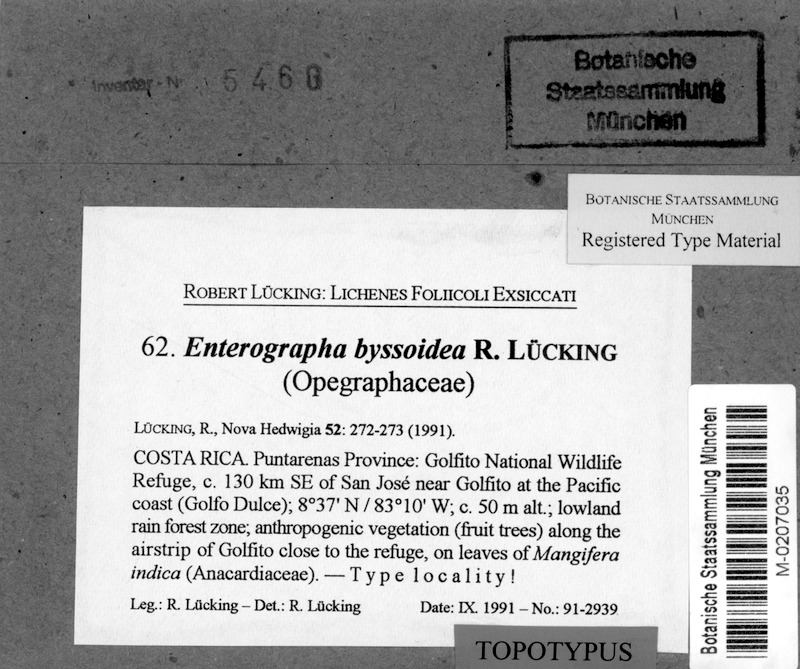 Inventar - Nr. 5460
Botanische
Staatssammlung
München
BOTANISCHE STAATSSAMMLUNG
MÜNCHEN
Registered Type Material
ROBERT LÜCKING: LICHENES FOLIICOLI EXSICCATI
62. Enterographa byssoidea R. LÜCKING
(Opegraphaceae)
LÜCKING, R., Nova Hedwigia 52: 272-273 (1991).
COSTA RICA. Puntarenas Province: Golfito National Wildlife
Refuge, c. 130 km SE of San José near Golfito at the Pacific
coast (Golfo Dulce); 8°37' N / 83°10' W; c. 50 m alt.; lowland
rain forest zone; anthropogenic vegetation (fruit trees) along the
airstrip of Golfito close to the refuge, on leaves of Mangifera
indica (Anacardiaceae). — Type locality!
Leg.: R. Lücking – Det.: R. Lücking Date: IX. 1991 – No.: 91-2939
TOPOTYPUS
Botanische Staatssammlung München
M-0207035